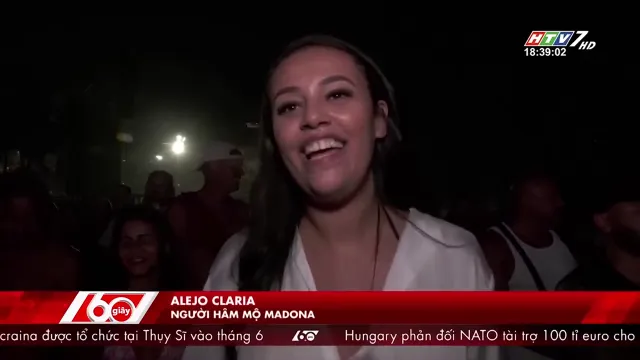 HTV7 HD
18:39:02
60 giây
ALEJO CLARIA
NGƯỜI HÂM MỘ MADONA
craina được tổ chức tại Thụy Sĩ vào tháng 6 60 Hungary phản đối NATO tài trợ 100 tỉ euro cho